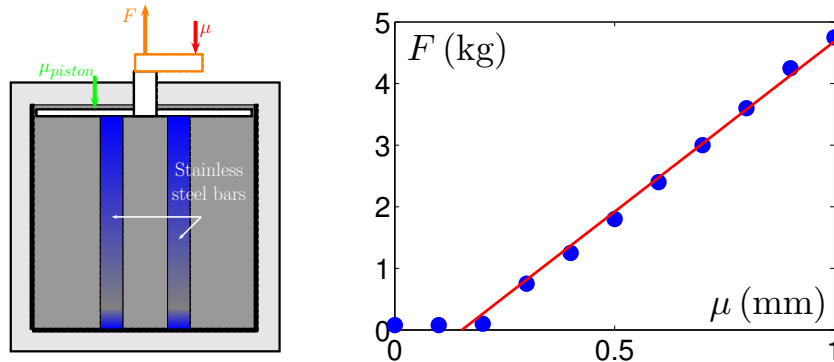 F
μ
μpiston
Stainless
steel bars
F (kg)
5
4
3
2
1
0
0
0.5
1
μ (mm)